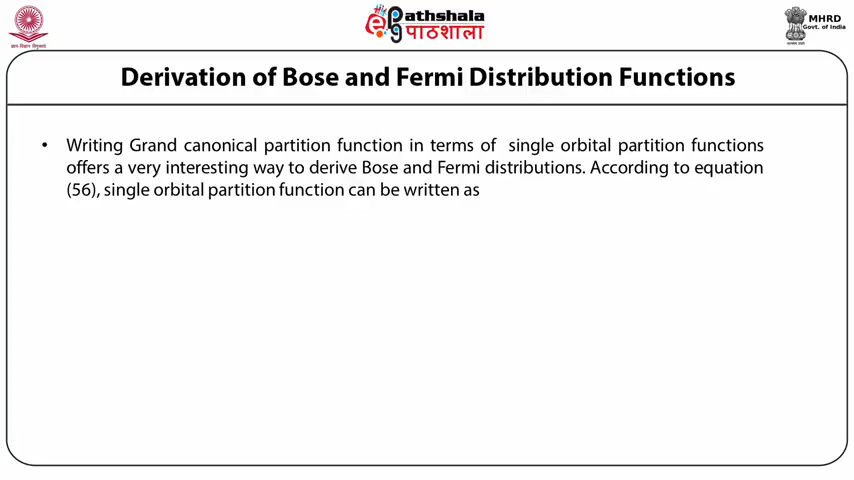 ePathshala
पाठशाला
MHRD
Govt. of India
Derivation of Bose and Fermi Distribution Functions
• Writing Grand canonical partition function in terms of single orbital partition functions
offers a very interesting way to derive Bose and Fermi distributions. According to equation
(56), single orbital partition function can be written as